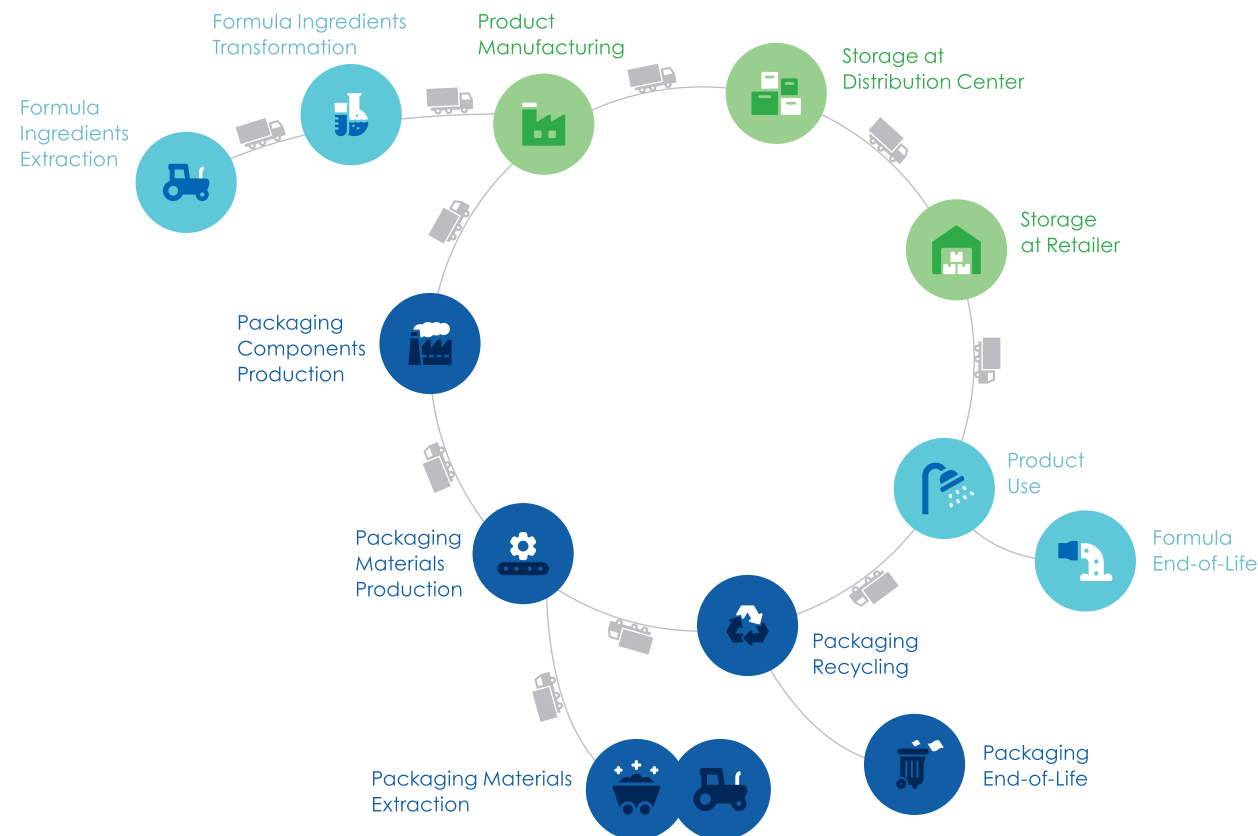 Formula Ingredients
Transformation
Product
Manufacturing
Storage at
Distribution Center
Formula
Ingredients
Extraction
Storage
at Retailer
Packaging
Components
Production
Product
Use
Packaging
Materials
Production
Formula
End-of-Life
Packaging
Recycling
Packaging Materials
Extraction
Packaging
End-of-Life